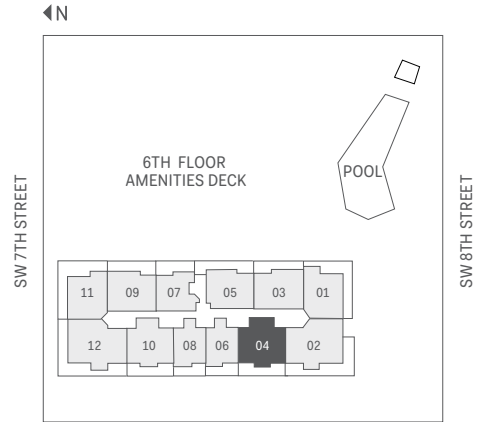 N
6TH FLOOR
AMENITIES DECK
POOL
SW 7TH STREET
SW 8TH STREET
11 09 07 05 03 01
12 10 08 06 04 02